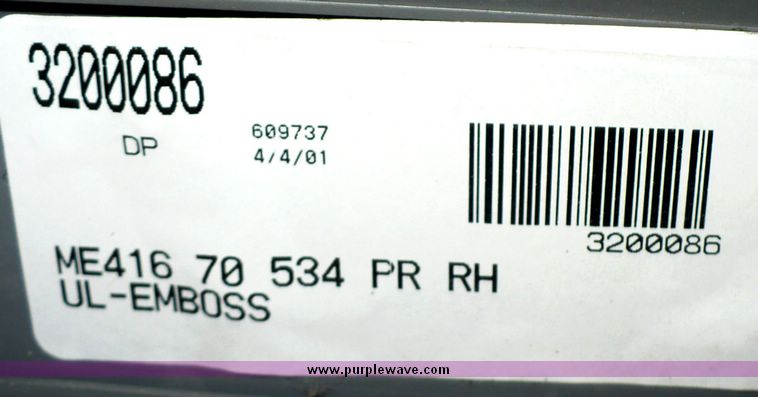 3200086
DP
609737
4/4/01
3200086
ME416 70 534 PR RH
UL-EMBOSS
www.purplewave.com